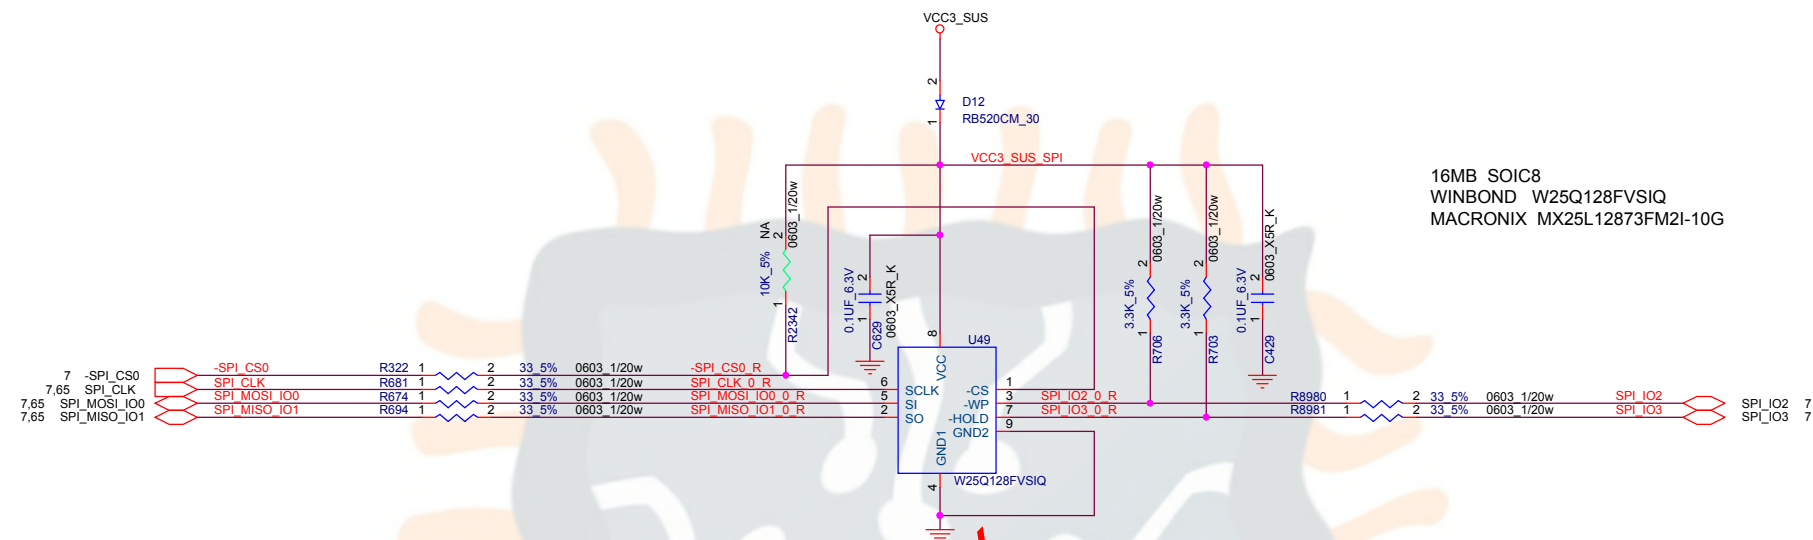 VCC3_SUS
2
D12
1
RB520CM_30
VCC3_SUS_SPI
16MB SOIC8
WINBOND W25Q128FVSIQ
MACRONIX MX25L12873FM2I-10G
NA
2
0603_1/20w
10K_5%
1
R2342
0.1UF_6.3V
2
1
C629
0603_X5R_K
3.3K_5%
2
0603_1/20w
1
R706
3.3K_5%
2
0603_1/20w
1
R703
0.1UF_6.3V
2
0603_X5R_K
1
C429
8
U49
VCC
7 -SPI_CS0 -SPI_CS0 R322 1 2 33_5% 0603_1/20w -SPI_CS0_R
7,65 SPI_CLK SPI_CLK R681 1 2 33_5% 0603_1/20w SPI_CLK_0_R 6 SCLK
7,65 SPI_MOSI_IO0 SPI_MOSI_IO0 R674 1 2 33_5% 0603_1/20w SPI_MOSI_IO0_0_R 5 SI
7,65 SPI_MISO_IO1 SPI_MISO_IO1 R694 1 2 33_5% 0603_1/20w SPI_MISO_IO1_0_R 2 SO
-CS 1
-WP 3 SPI_IO2_0_R R8980 1 2 33_5% 0603_1/20w SPI_IO2 SPI_IO2 7
-HOLD 7 SPI_IO3_0_R R8981 1 2 33_5% 0603_1/20w SPI_IO3 SPI_IO3 7
GND2 9
GND1
4
W25Q128FVSIQ